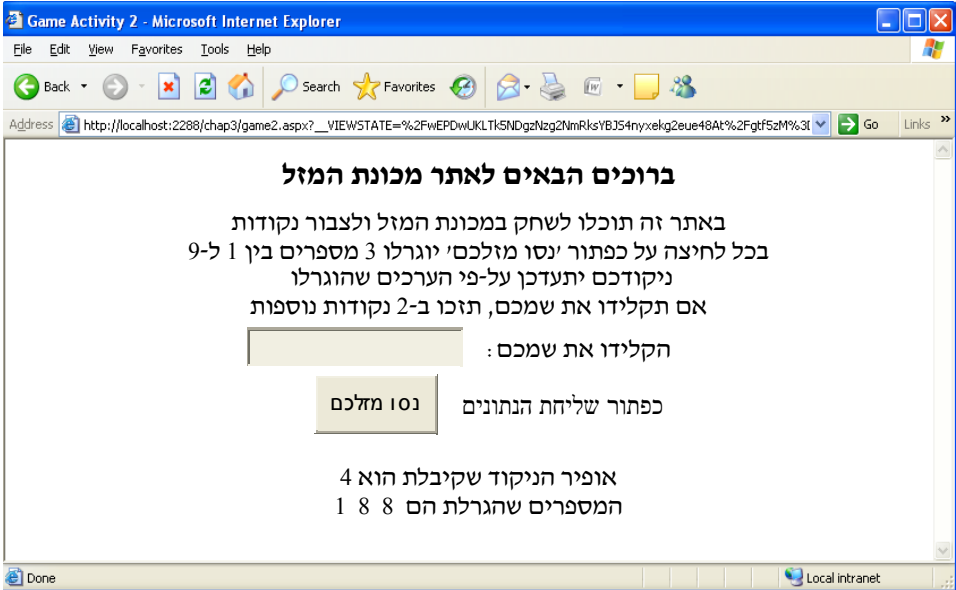 Game Activity 2 - Microsoft Internet Explorer
File Edit View Favorites Tools Help
Back Search Favorites
Address http://localhost:2288/chap3/game2.aspx?__VIEWSTATE=%2FwEPDwUKLTk5NDgzNzg2NmRksYBJ54nyxekg2eue48At%2Fgtf5zM%3D Go Links »
ברוכים הבאים לאתר מכונת המזל
באתר זה תוכלו לשחק במכונת המזל ולצבור נקודות
בכל לחיצה על כפתור 'נסו מזלכם' יוגרלו 3 מספרים בין 1 ל-9
ניקודכם יתעדכן על-פי הערכים שהוגרלו
אם תקלידו את שמכם, תזכו ב-2 נקודות נוספות
הקלידו את שמכם :
כפתור שליחת הנתונים נסו מזלכם
אופיר הניקוד שקיבלת הוא 4
המספרים שהגרלת הם 8 8 1
Done Local intranet